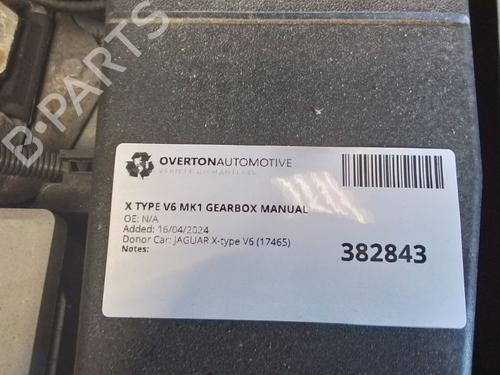 B-PARTS
OVERTONAUTOMOTIVE
VEHICLE DISMANTLERS
X TYPE V6 MK1 GEARBOX MANUAL
OE: N/A
Added: 16/04/2024
Donor Car: JAGUAR X-type V6 (17465)
Notes:
382843